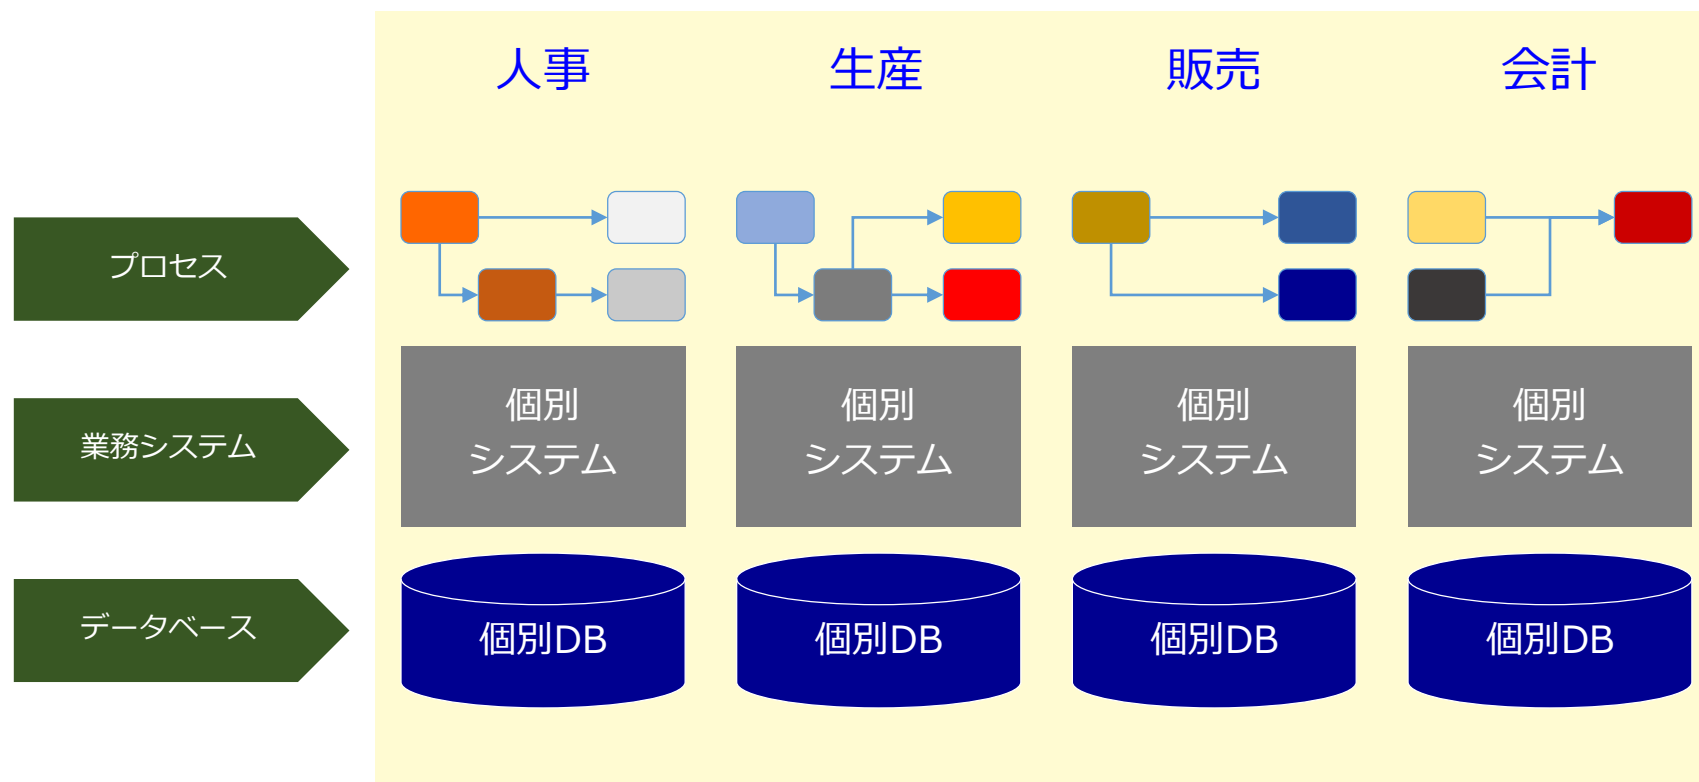 人事
生産
販売
会計
プロセス
業務システム
個別
システム
個別
システム
個別
システム
個別
システム
データベース
個別DB
個別DB
個別DB
個別DB